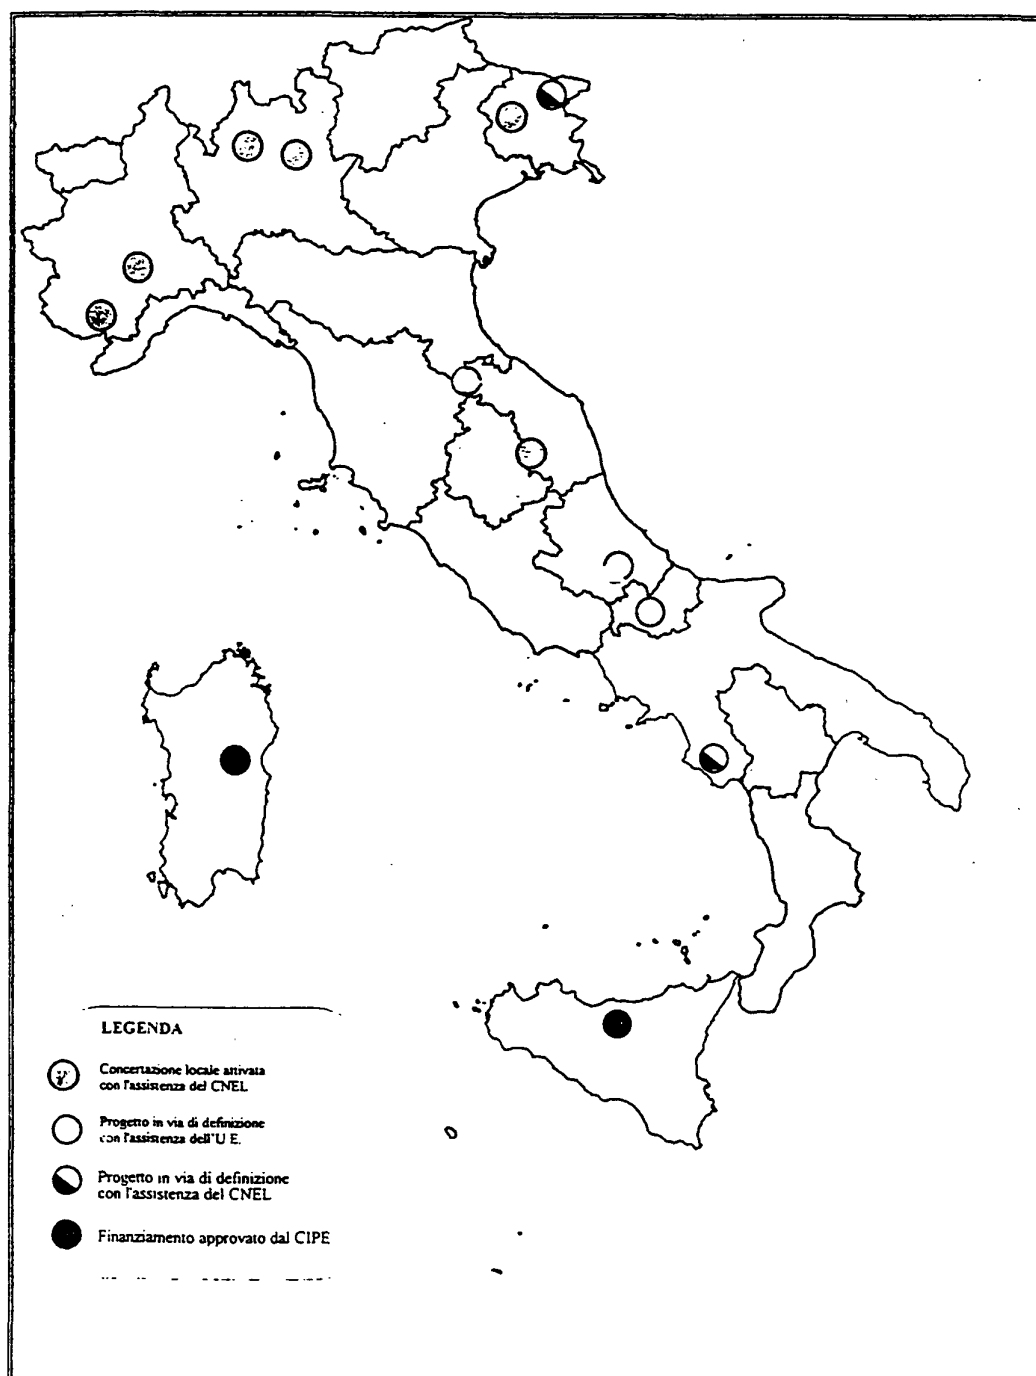 LEGENDA
Concertazione locale attivata
con l'assistenza del CNEL
Progetto in via di definizione
con l'assistenza dell'U E.
Progetto in via di definizione
con l'assistenza del CNEL
Finanziamento approvato dal CIPE